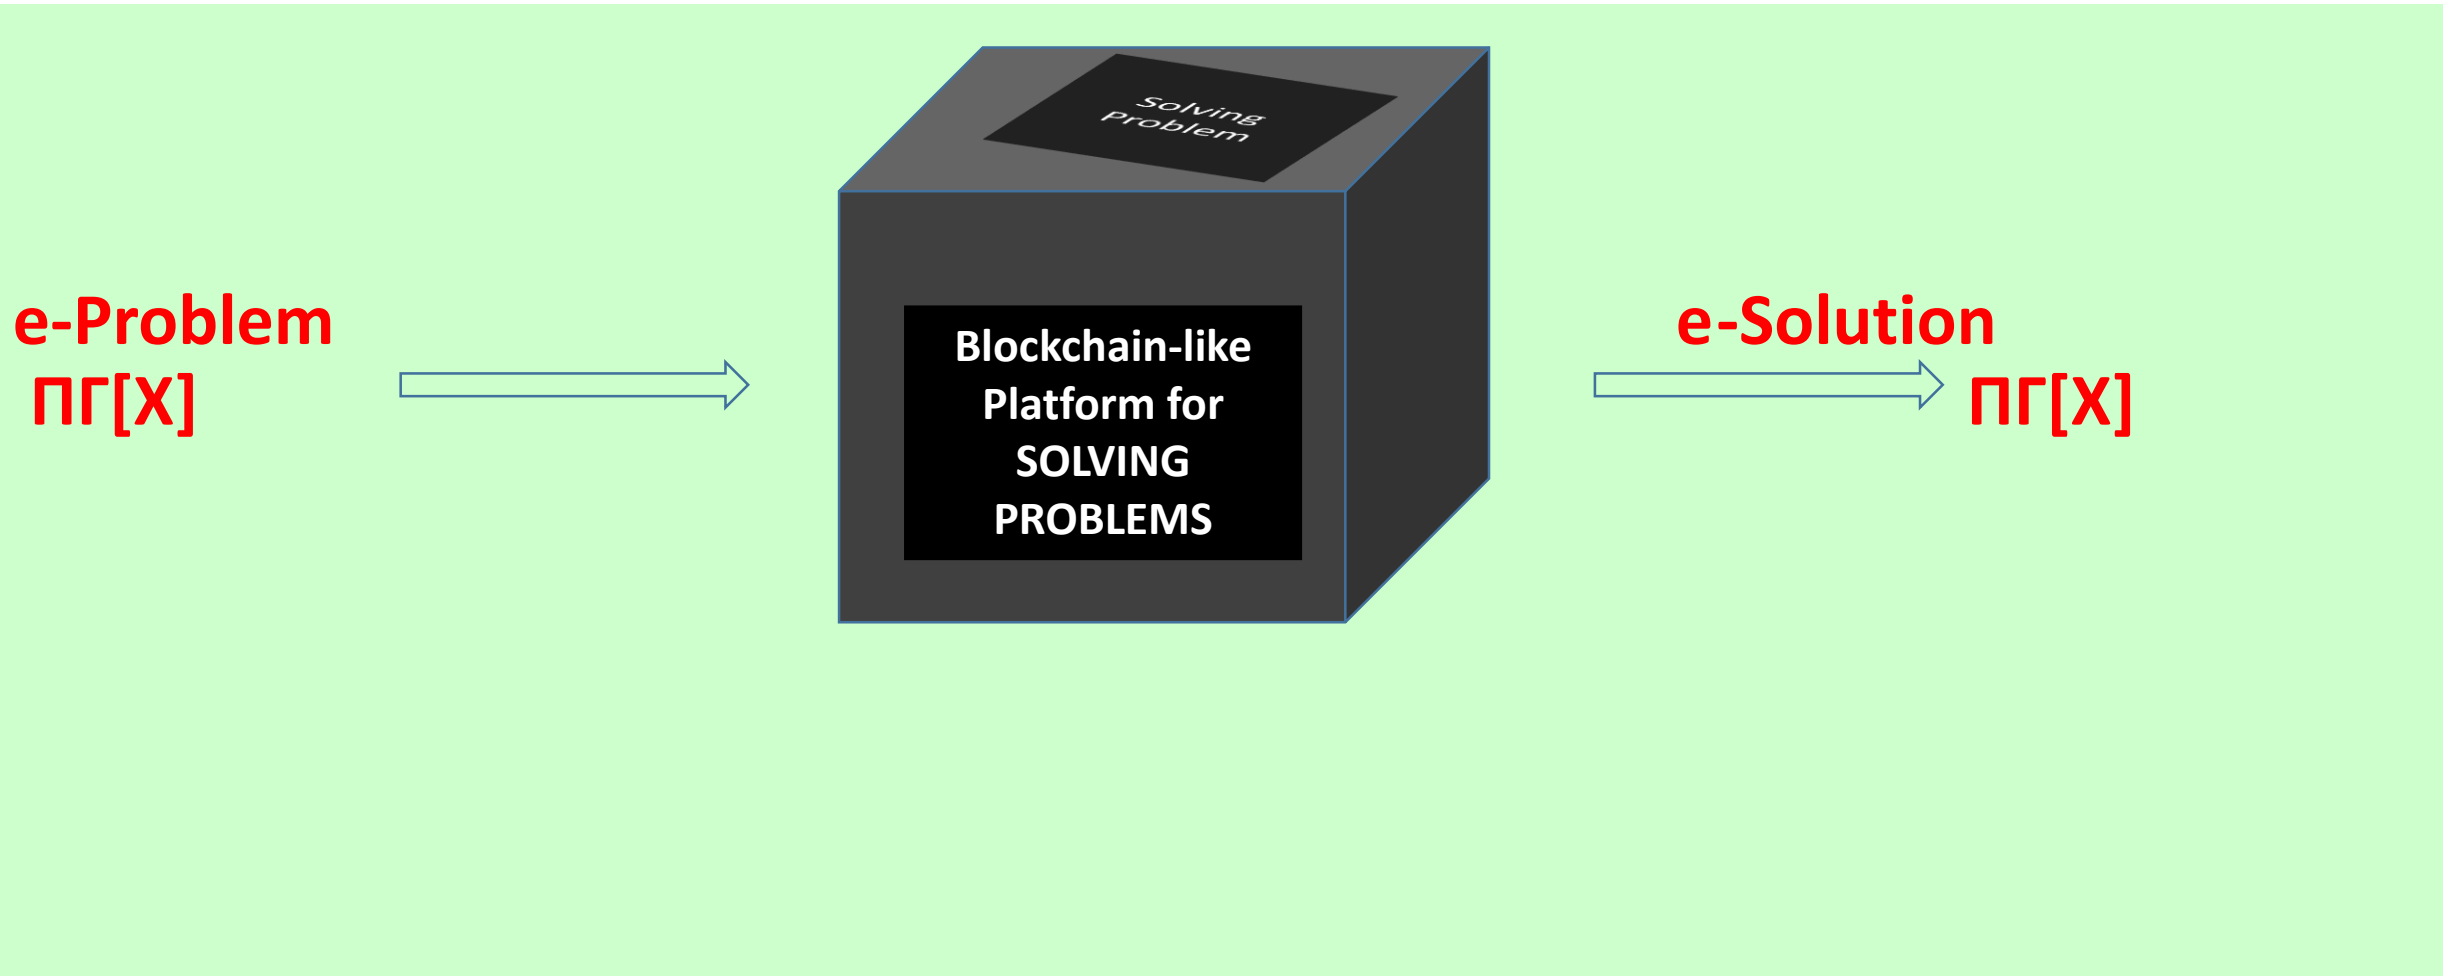 Solving
Problem
e-Problem
ΠΓ[X]
Blockchain-like
Platform for
SOLVING
PROBLEMS
e-Solution
ΠΓ[X]